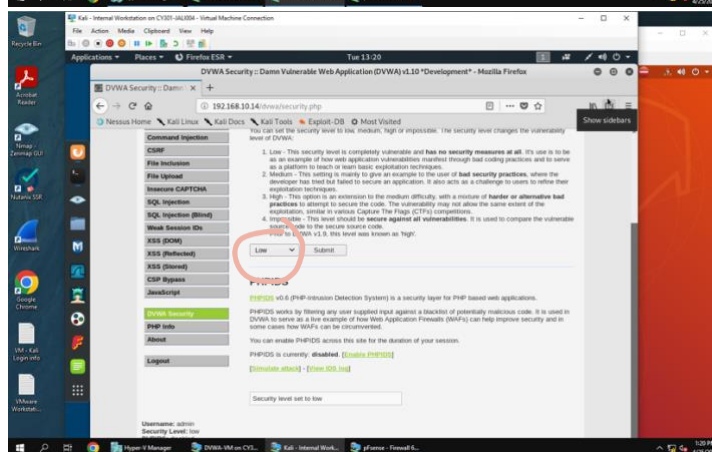 Kali - Internal Workstation on CY301-JALI004 - Virtual Machine Connection
File Action Media Clipboard View Help
Recycle Bin
Applications Places Firefox ESR Tue 13:20 1
DVWA Security :: Damn Vulnerable Web Application (DVWA) v1.10 *Development* - Mozilla Firefox
DVWA Security :: Damn
Acrobat Reader
192.168.10.14/dvwa/security.php
Show sidebars
Nessus Home Kali Linux Kali Docs Kali Tools Exploit-DB Most Visited
Nmap - Zenmap GUI
Nutanix SSR
Wireshark
Google Chrome
VM - Kali Login info
VMware Workstati...
Command Injection
CSRF
File Inclusion
File Upload
Insecure CAPTCHA
SQL Injection
SQL Injection (Blind)
Weak Session IDs
XSS (DOM)
XSS (Reflected)
XSS (Stored)
CSP Bypass
JavaScript
DVWA Security
PHP Info
About
Logout
You can set the security level to low, medium, high or impossible. The security level changes the vulnerability
level of DVWA:
1. Low - This security level is completely vulnerable and has no security measures at all. It's use is to be
as an example of how web application vulnerabilities manifest through bad coding practices and to serve
as a platform to teach or learn basic exploitation techniques.
2. Medium - This setting is mainly to give an example to the user of bad security practices, where the
developer has tried but failed to secure an application. It also acts as a challenge to users to refine their
exploitation techniques.
3. High - This option is an extension to the medium difficulty, with a mixture of harder or alternative bad
practices to attempt to secure the code. The vulnerability may not allow the same extent of the
exploitation, similar in various Capture The Flags (CTFs) competitions.
4. Impossible - This level should be secure against all vulnerabilities. It is used to compare the vulnerable
source code to the secure source code.
Prior to DVWA v1.9, this level was known as 'high'.
Low Submit
PHPIDS
PHPIDS v0.6 (PHP-Intrusion Detection System) is a security layer for PHP based web applications.
PHPIDS works by filtering any user supplied input against a blacklist of potentially malicious code. It is used in
DVWA to serve as a live example of how Web Application Firewalls (WAFs) can help improve security and in
some cases how WAFs can be circumvented.
You can enable PHPIDS across this site for the duration of your session.
PHPIDS is currently: disabled. [Enable PHPIDS]
[Simulate attack] - [View IDS log]
Security level set to low
Username: admin
Security Level: low
Hyper-V Manager DVWA-VM on CY1... Kali - Internal Work... pfSense - Firewall 6...
1:20 PM